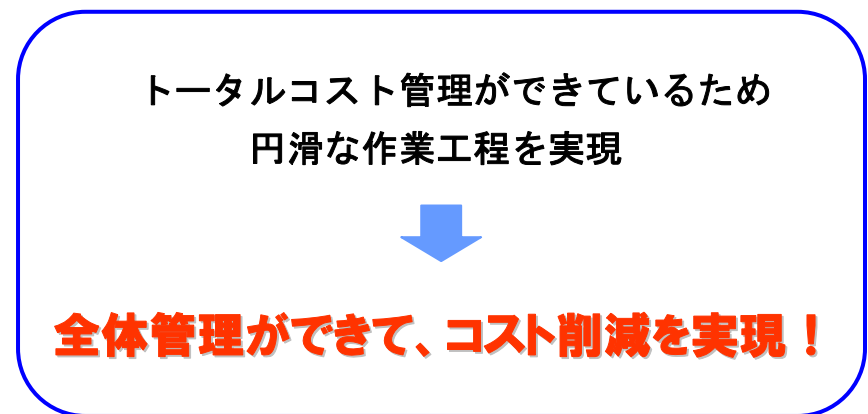 トータルコスト管理ができているため
円滑な作業工程を実現
全体管理ができて、コスト削減を実現！